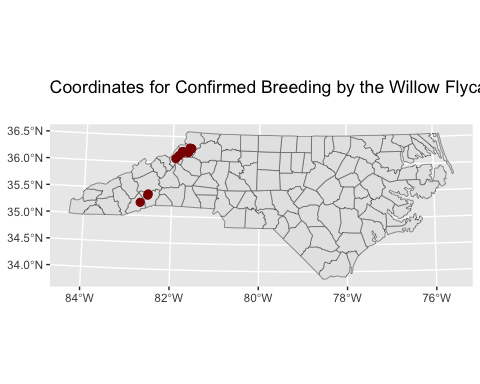 Coordinates for Confirmed Breeding by the Willow
36.5°N
36.0°N
35.5°N
35.0°N
34.5°N
34.0°N
84°W 82°W 80°W 78°W 76°W